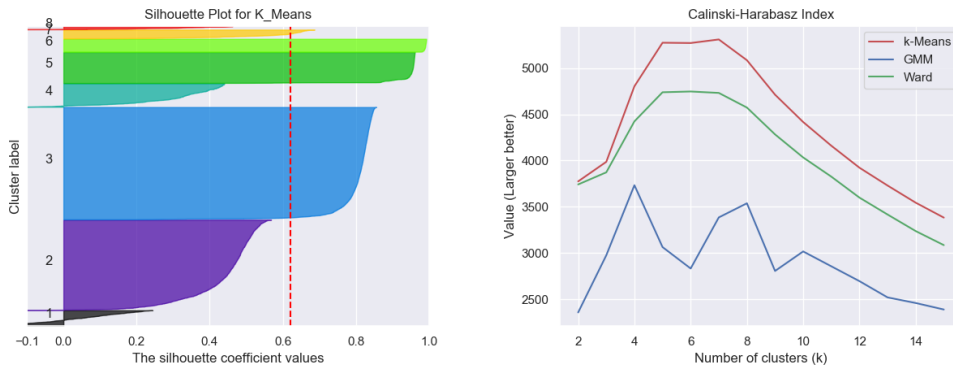 Silhouette Plot for K_Means
Cluster label
8
7
6
5
4
3
2
1
−0.1 0.0 0.2 0.4 0.6 0.8 1.0
The silhouette coefficient values
Calinski-Harabasz Index
k-Means
GMM
Ward
Value (Larger better)
5000
4500
4000
3500
3000
2500
2 4 6 8 10 12 14
Number of clusters (k)